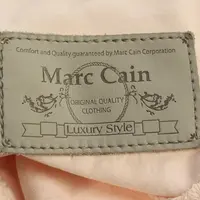 Comfort and Quality guaranteed by Marc Cain Corporation
Marc Cain
ORIGINAL QUALITY
CLOTHING
Luxury Style